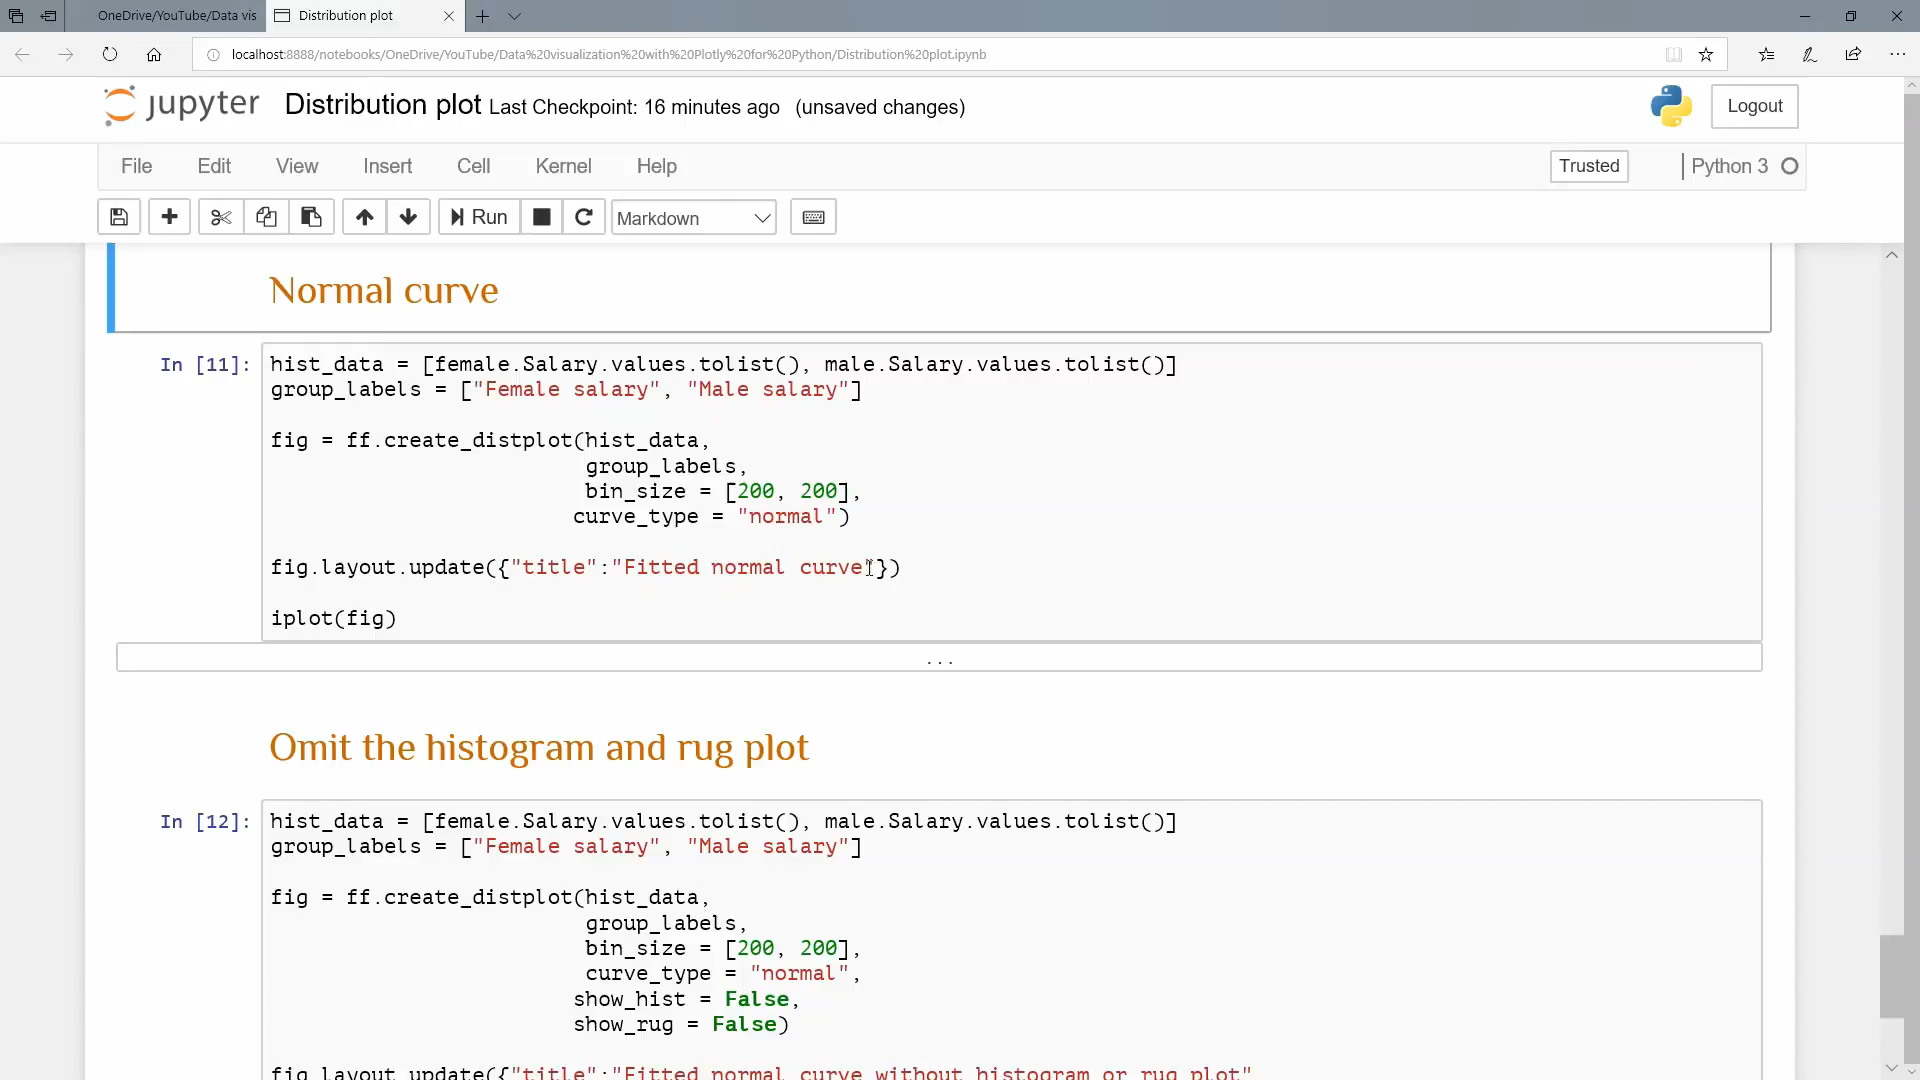 OneDrive/YouTube/Data vis
Distribution plot
localhost:8888/notebooks/OneDrive/YouTube/Data%20visualization%20with%20Plotly%20for%20Python/Distribution%20plot.ipynb
jupyter Distribution plot Last Checkpoint: 16 minutes ago (unsaved changes)
Logout
File Edit View Insert Cell Kernel Help
Trusted
Python 3
Run
Markdown
Normal curve
In [11]:
hist_data = [female.Salary.values.tolist(), male.Salary.values.tolist()]
group_labels = ["Female salary", "Male salary"]
fig = ff.create_distplot(hist_data,
group_labels,
bin_size = [200, 200],
curve_type = "normal")
fig.layout.update({"title":"Fitted normal curve"})
iplot(fig)
...
Omit the histogram and rug plot
In [12]:
hist_data = [female.Salary.values.tolist(), male.Salary.values.tolist()]
group_labels = ["Female salary", "Male salary"]
fig = ff.create_distplot(hist_data,
group_labels,
bin_size = [200, 200],
curve_type = "normal",
show_hist = False,
show_rug = False)
fig.layout.update({"title":"Fitted normal curve without histogram or rug plot"